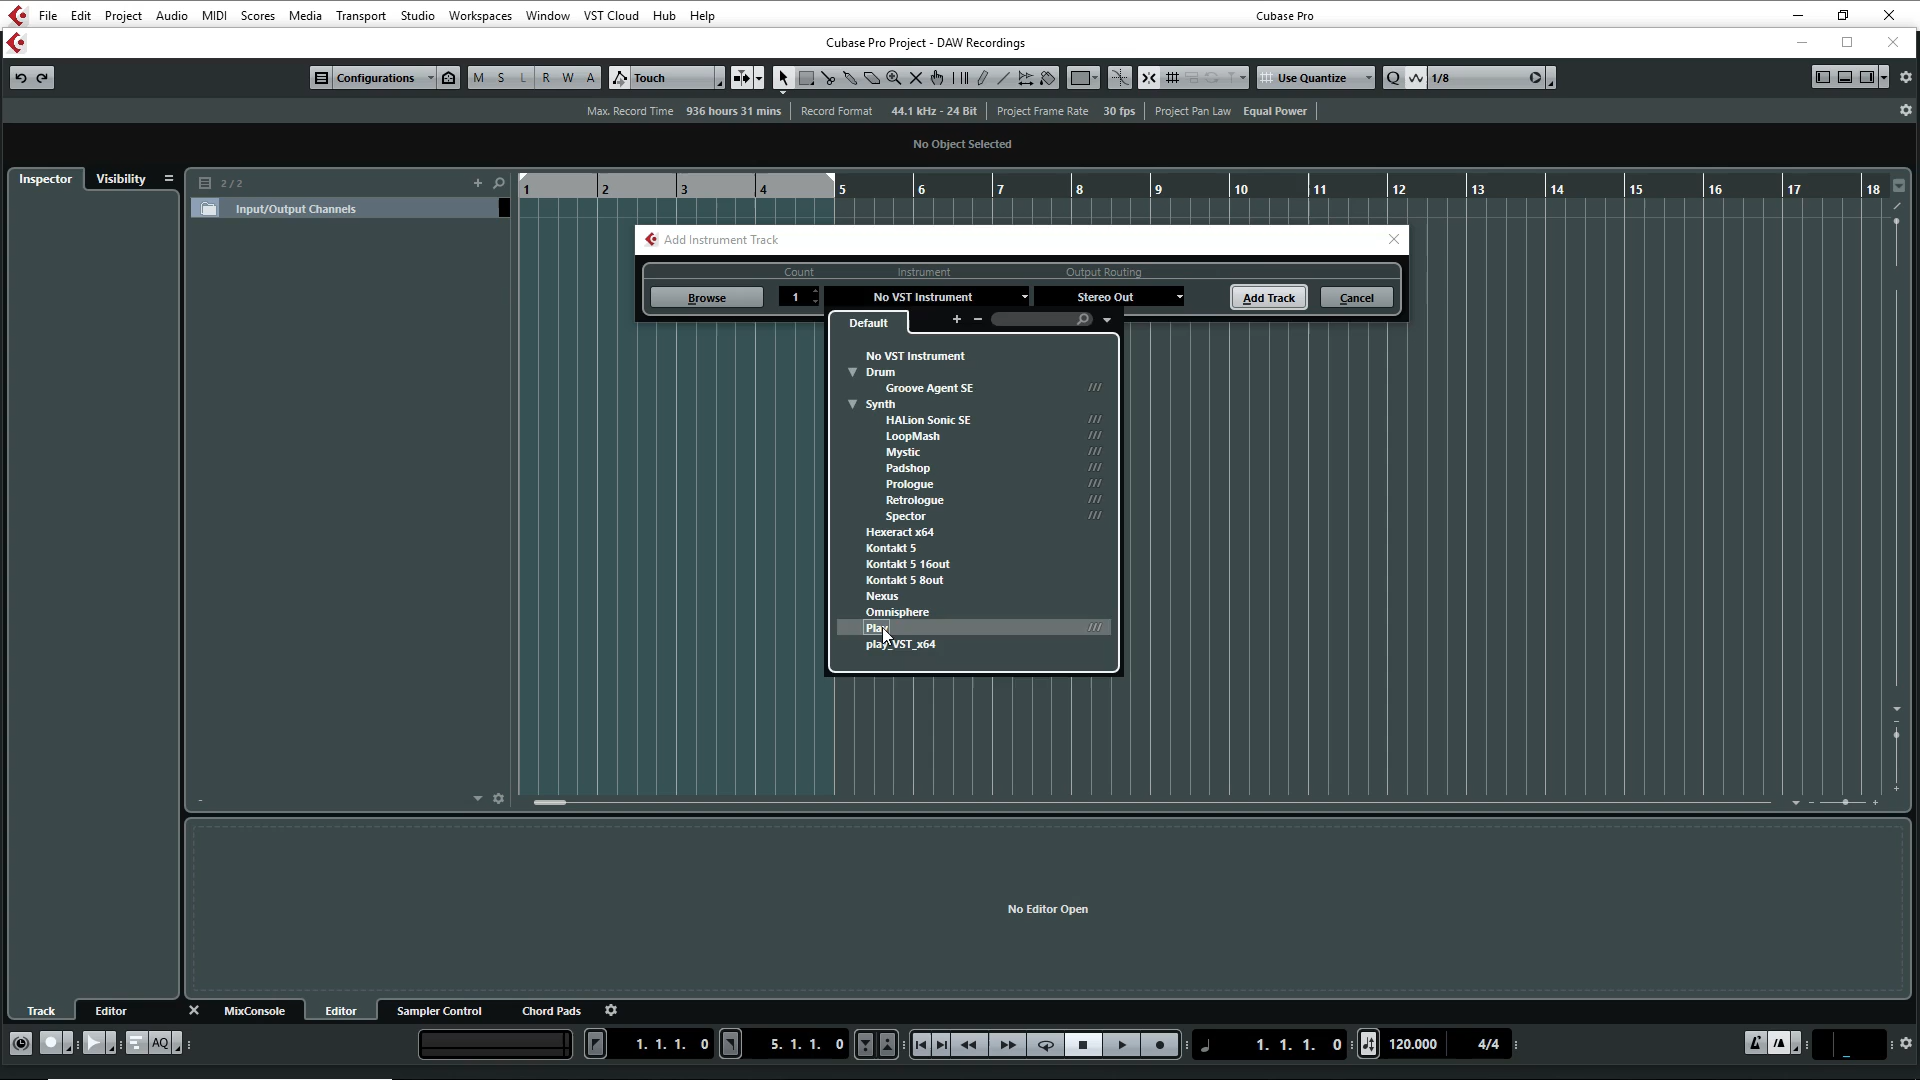 File Edit Project Audio MIDI Scores Media Transport Studio Workspaces Window VST Cloud Hub Help Cubase Pro
Cubase Pro Project - DAW Recordings
Configurations M S L R W A Touch Use Quantize Q 1/8
Max. Record Time 936 hours 31 mins Record Format 44.1 kHz - 24 Bit Project Frame Rate 30 fps Project Pan Law Equal Power
No Object Selected
Inspector Visibility 2 / 2 1 2 3 4 5 6 7 8 9 10 11 12 13 14 15 16 17 18
Input/Output Channels
Add Instrument Track
Count Instrument Output Routing
Browse 1 No VST Instrument Stereo Out Add Track Cancel
Default
No VST Instrument
Drum
Groove Agent SE
Synth
HALion Sonic SE
LoopMash
Mystic
Padshop
Prologue
Retrologue
Spector
Hexeract x64
Kontakt 5
Kontakt 5 16out
Kontakt 5 8out
Nexus
Omnisphere
Play
play_VST_x64
No Editor Open
Track Editor MixConsole Editor Sampler Control Chord Pads
AQ 1. 1. 1. 0 5. 1. 1. 0 1. 1. 1. 0 120.000 4/4